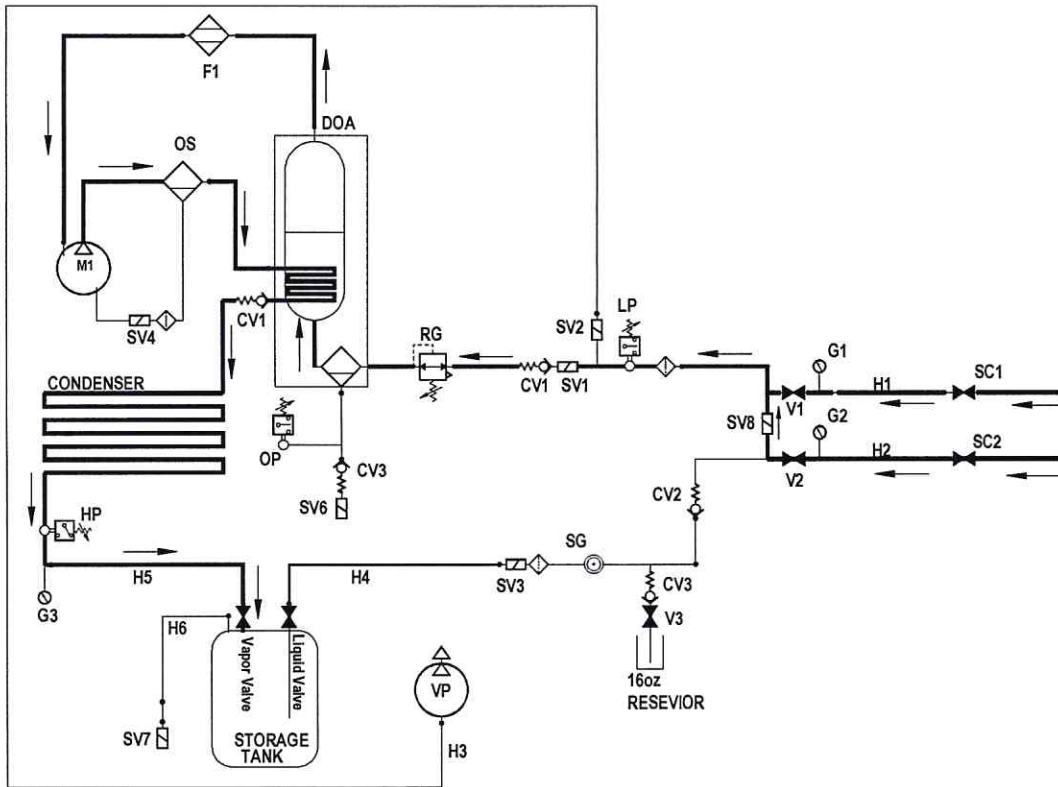 F1
DOA
OS
M1
SV4
CV1
LP
SV2
RG
CV1
SV1
G1
SC1
V1
H1
SV8
G2
SC2
H2
V2
CONDENSER
OP
CV3
SV6
CV2
HP
SG
H5
H4
SV3
CV3
G3
V3
H6
Vapor Valve
Liquid Valve
16oz
RESEVIOR
VP
SV7
STORAGE
TANK
H3